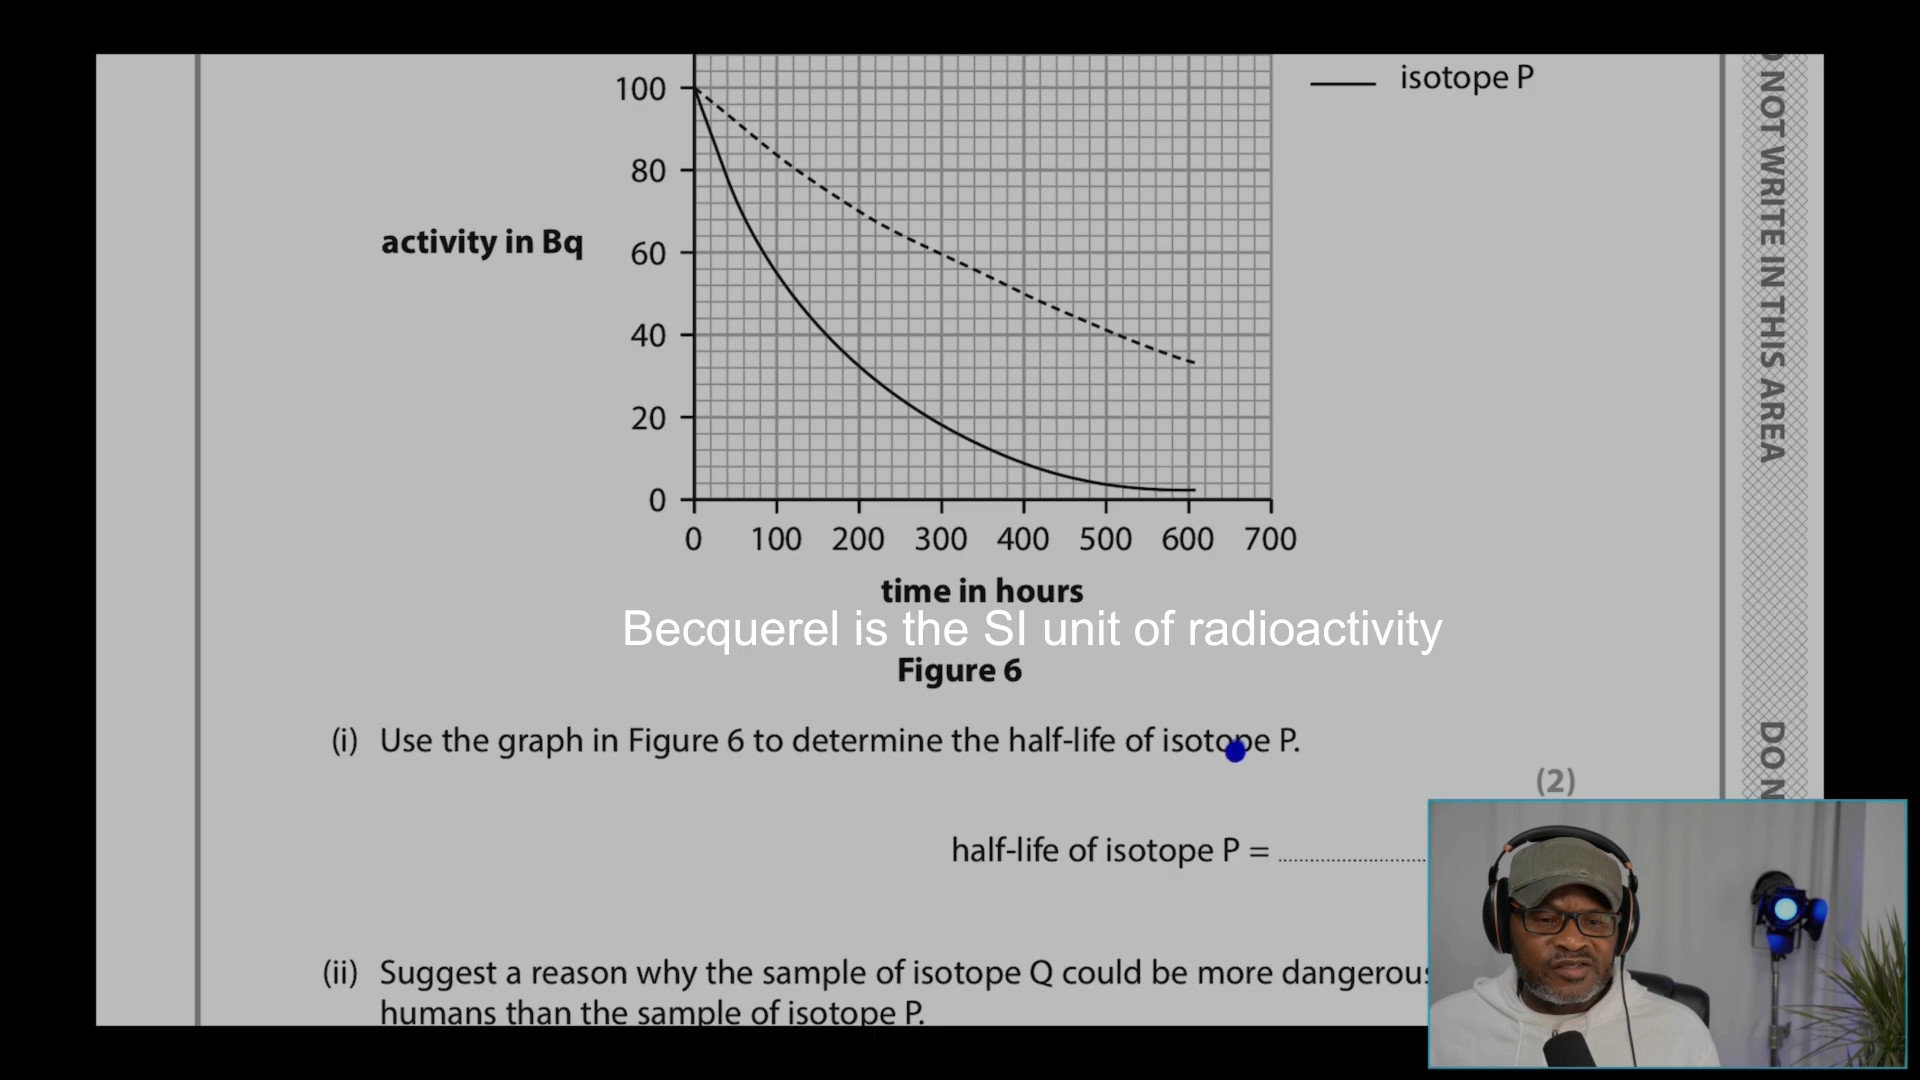 100
isotope P
80
activity in Bq
60
40
20
0
0 100 200 300 400 500 600 700
time in hours
Becquerel is the SI unit of radioactivity
Figure 6
(i) Use the graph in Figure 6 to determine the half-life of isotope P.
(2)
half-life of isotope P = ........................
(ii) Suggest a reason why the sample of isotope Q could be more dangerous
humans than the sample of isotope P.
O NOT WRITE IN THIS AREA
DO N